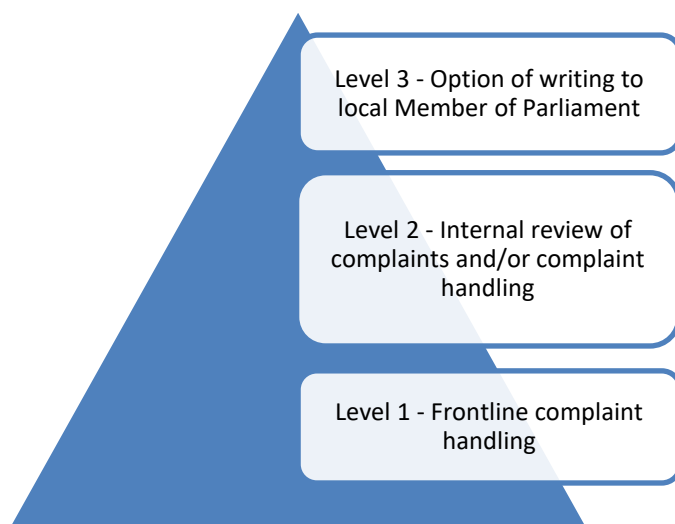 Level 3 - Option of writing to
local Member of Parliament
Level 2 - Internal review of
complaints and/or complaint
handling
Level 1 - Frontline complaint
handling